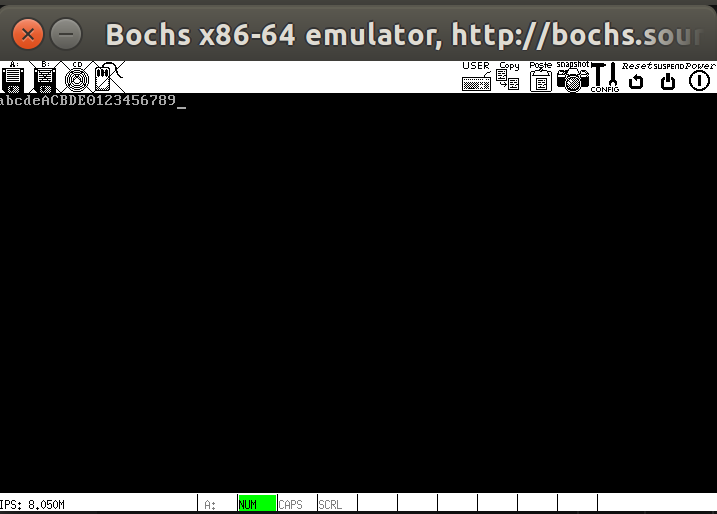 Bochs x86-64 emulator, http://bochs.sour
A: B: CD USER Copy Paste snapshot CONFIG Reset SUSPEND Power
abcdeACBDE0123456789_
IPS: 8.050M A: NUM CAPS SCRL